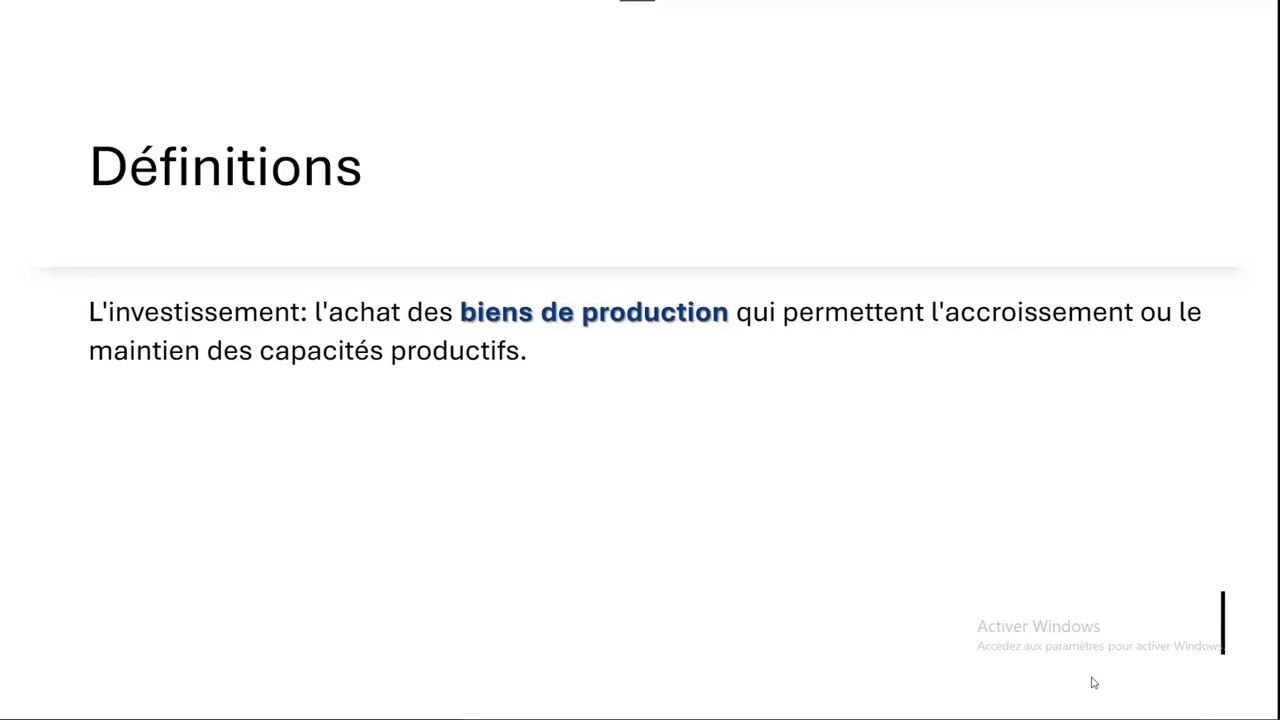 Définitions
L'investissement: l'achat des biens de production qui permettent l'accroissement ou le
maintien des capacités productifs.
Activer Windows
Accédez aux paramètres pour activer Windows.